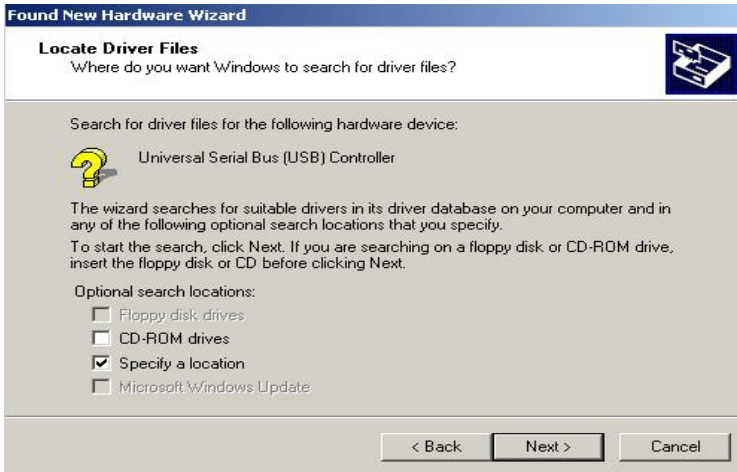 Found New Hardware Wizard
Locate Driver Files
Where do you want Windows to search for driver files?
Search for driver files for the following hardware device:
Universal Serial Bus (USB) Controller
The wizard searches for suitable drivers in its driver database on your computer and in
any of the following optional search locations that you specify.
To start the search, click Next. If you are searching on a floppy disk or CD-ROM drive,
insert the floppy disk or CD before clicking Next.
Optional search locations:
Floppy disk drives
CD-ROM drives
Specify a location
Microsoft Windows Update
< Back Next > Cancel